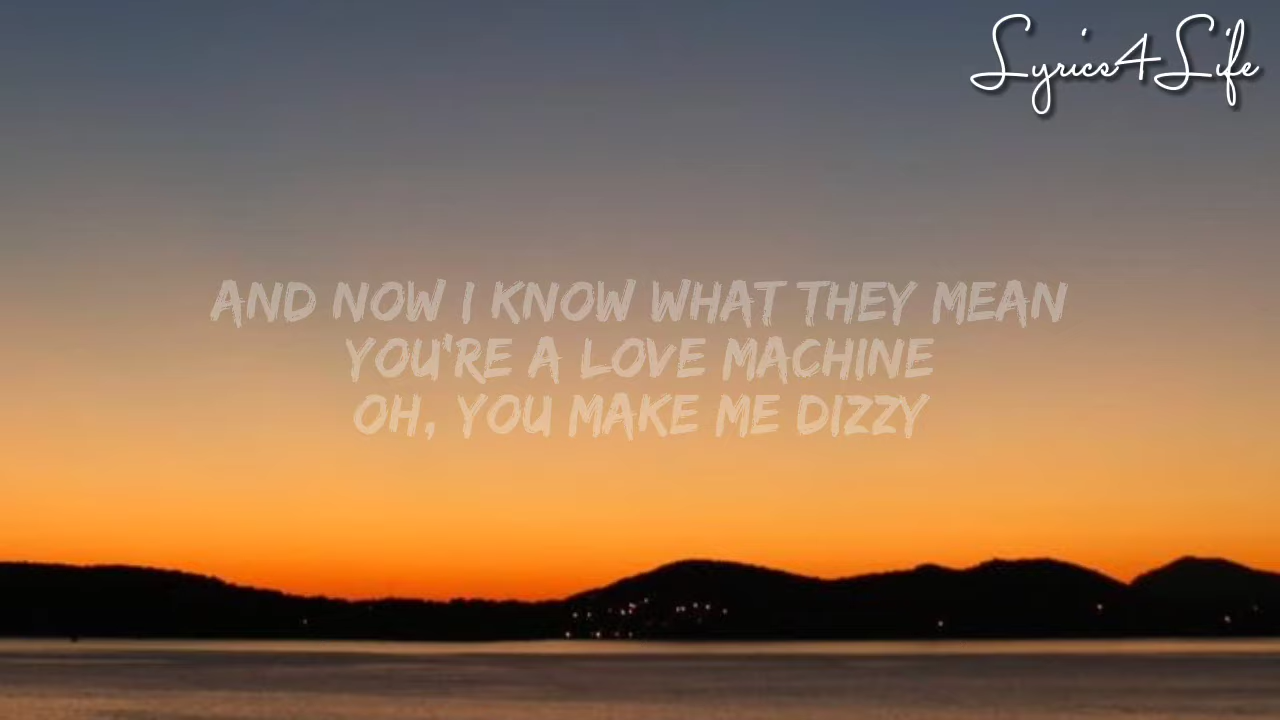 Lyrics4Life
AND NOW I KNOW WHAT THEY MEAN
YOU'RE A LOVE MACHINE
OH, YOU MAKE ME DIZZY